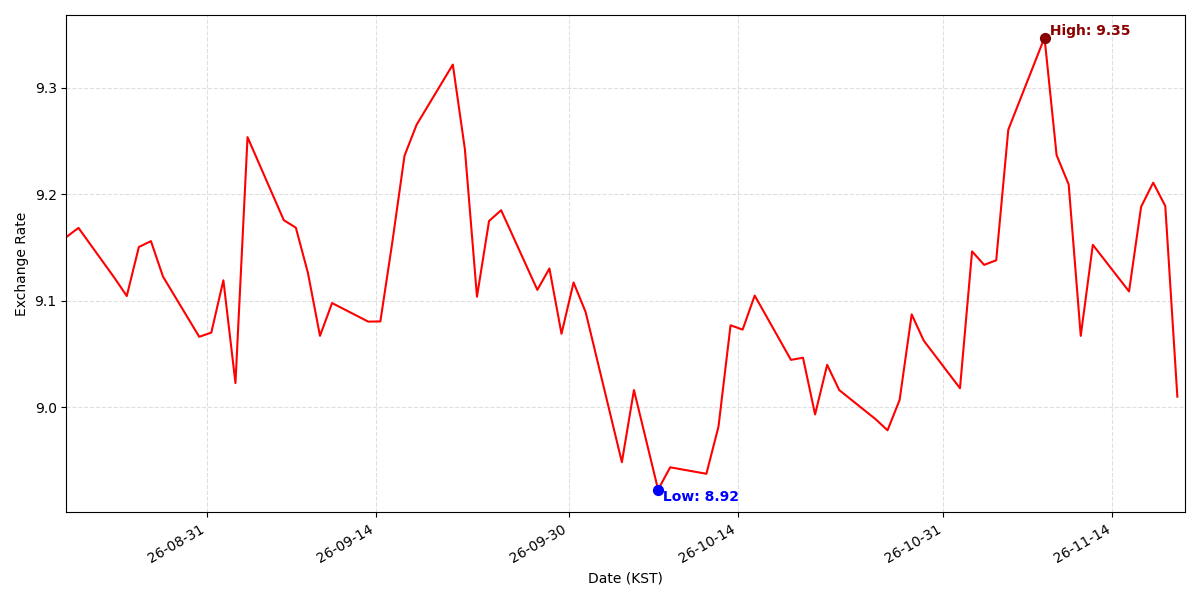 High: 9.35
9.3
9.2
9.1
9.0
Exchange Rate
Low: 8.92
26-08-31
26-09-14
26-09-30
26-10-14
26-10-31
26-11-14
Date (KST)